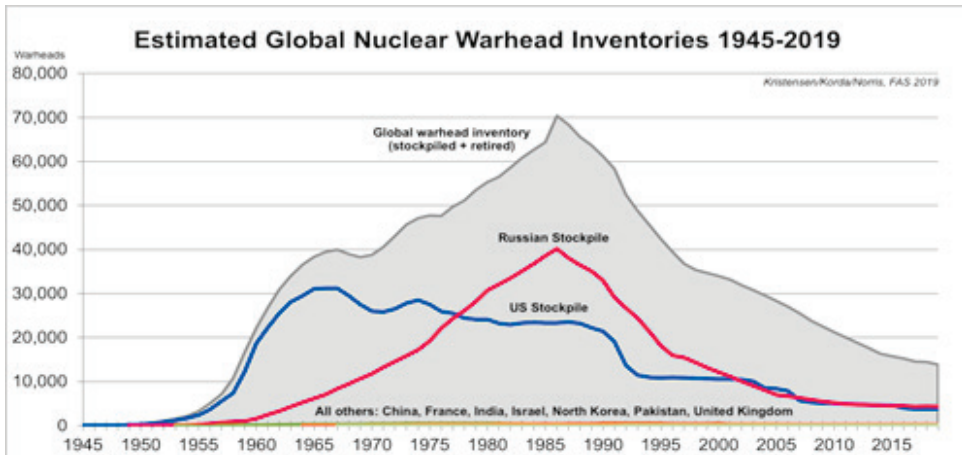 Estimated Global Nuclear Warhead Inventories 1945-2019
Warheads
80,000
Kristensen/Korda/Norris, FAS 2019
70,000
Global warhead inventory
(stockpiled + retired)
60,000
50,000
40,000
Russian Stockpile
30,000
US Stockpile
20,000
10,000
All others: China, France, India, Israel, North Korea, Pakistan, United Kingdom
0
1945 1950 1955 1960 1965 1970 1975 1980 1985 1990 1995 2000 2005 2010 2015